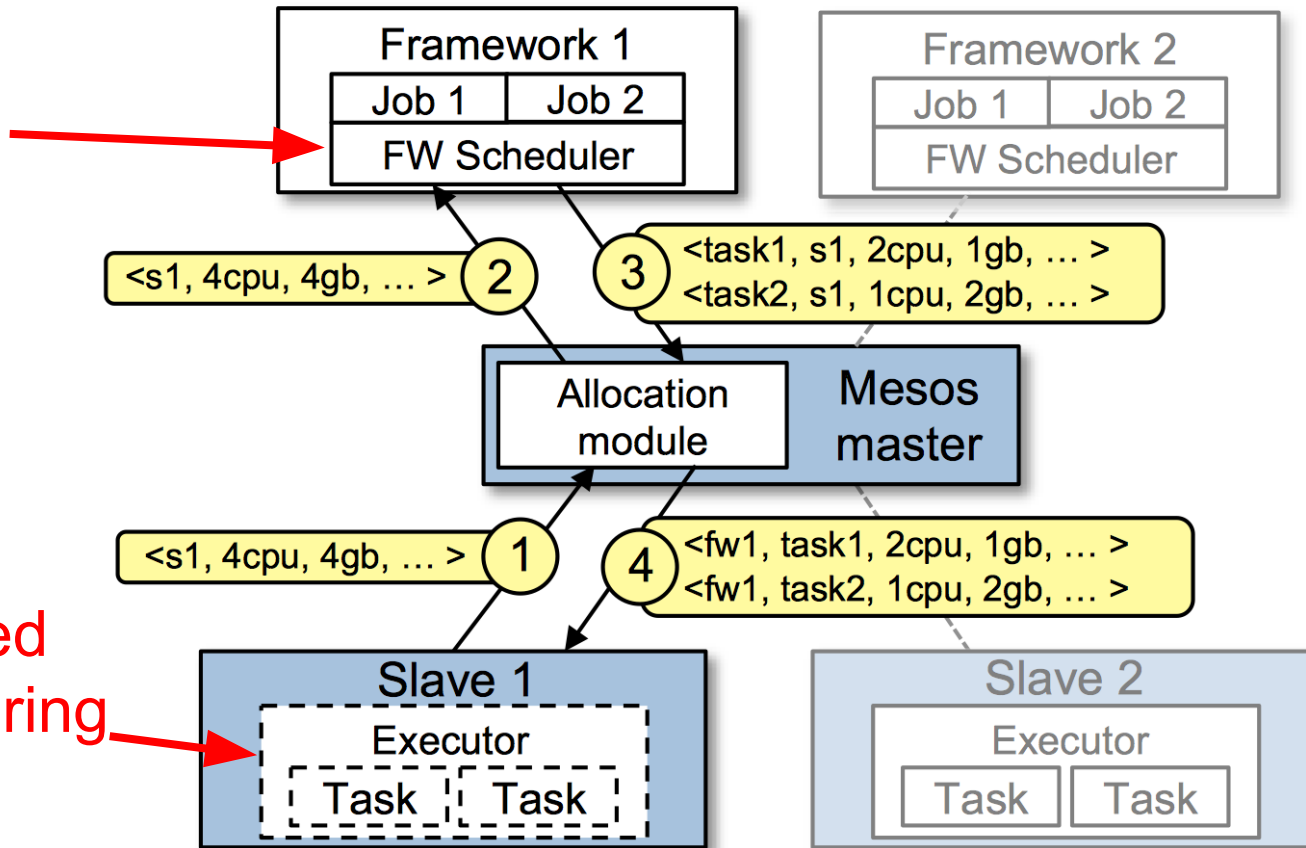 Framework 1
Job 1 Job 2
FW Scheduler
Framework 2
Job 1 Job 2
FW Scheduler
<s1, 4cpu, 4gb, … >
2
3
<task1, s1, 2cpu, 1gb, … >
<task2, s1, 1cpu, 2gb, … >
Allocation
module
Mesos
master
<s1, 4cpu, 4gb, … >
1
4
<fw1, task1, 2cpu, 1gb, … >
<fw1, task2, 1cpu, 2gb, … >
ed
ring
Slave 1
Executor
Task Task
Slave 2
Executor
Task Task